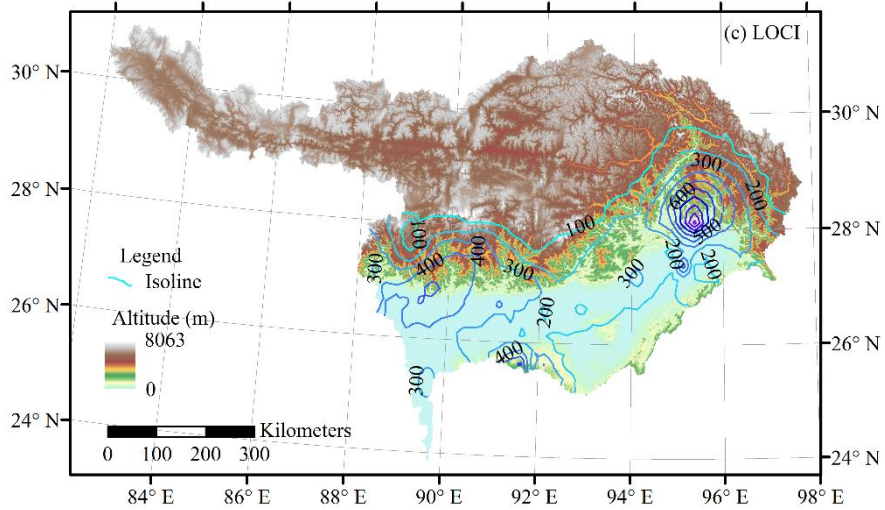 (c) LOCI
30° N
30° N
300
200
600
28° N
500
28° N
100
100
400
200
200
Legend
300
400
300
300
Isoline
26° N
200
Altitude (m)
8063
26° N
400
0
300
24° N
Kilometers
24° N
0 100 200 300
84° E 86° E 88° E 90° E 92° E 94° E 96° E 98° E